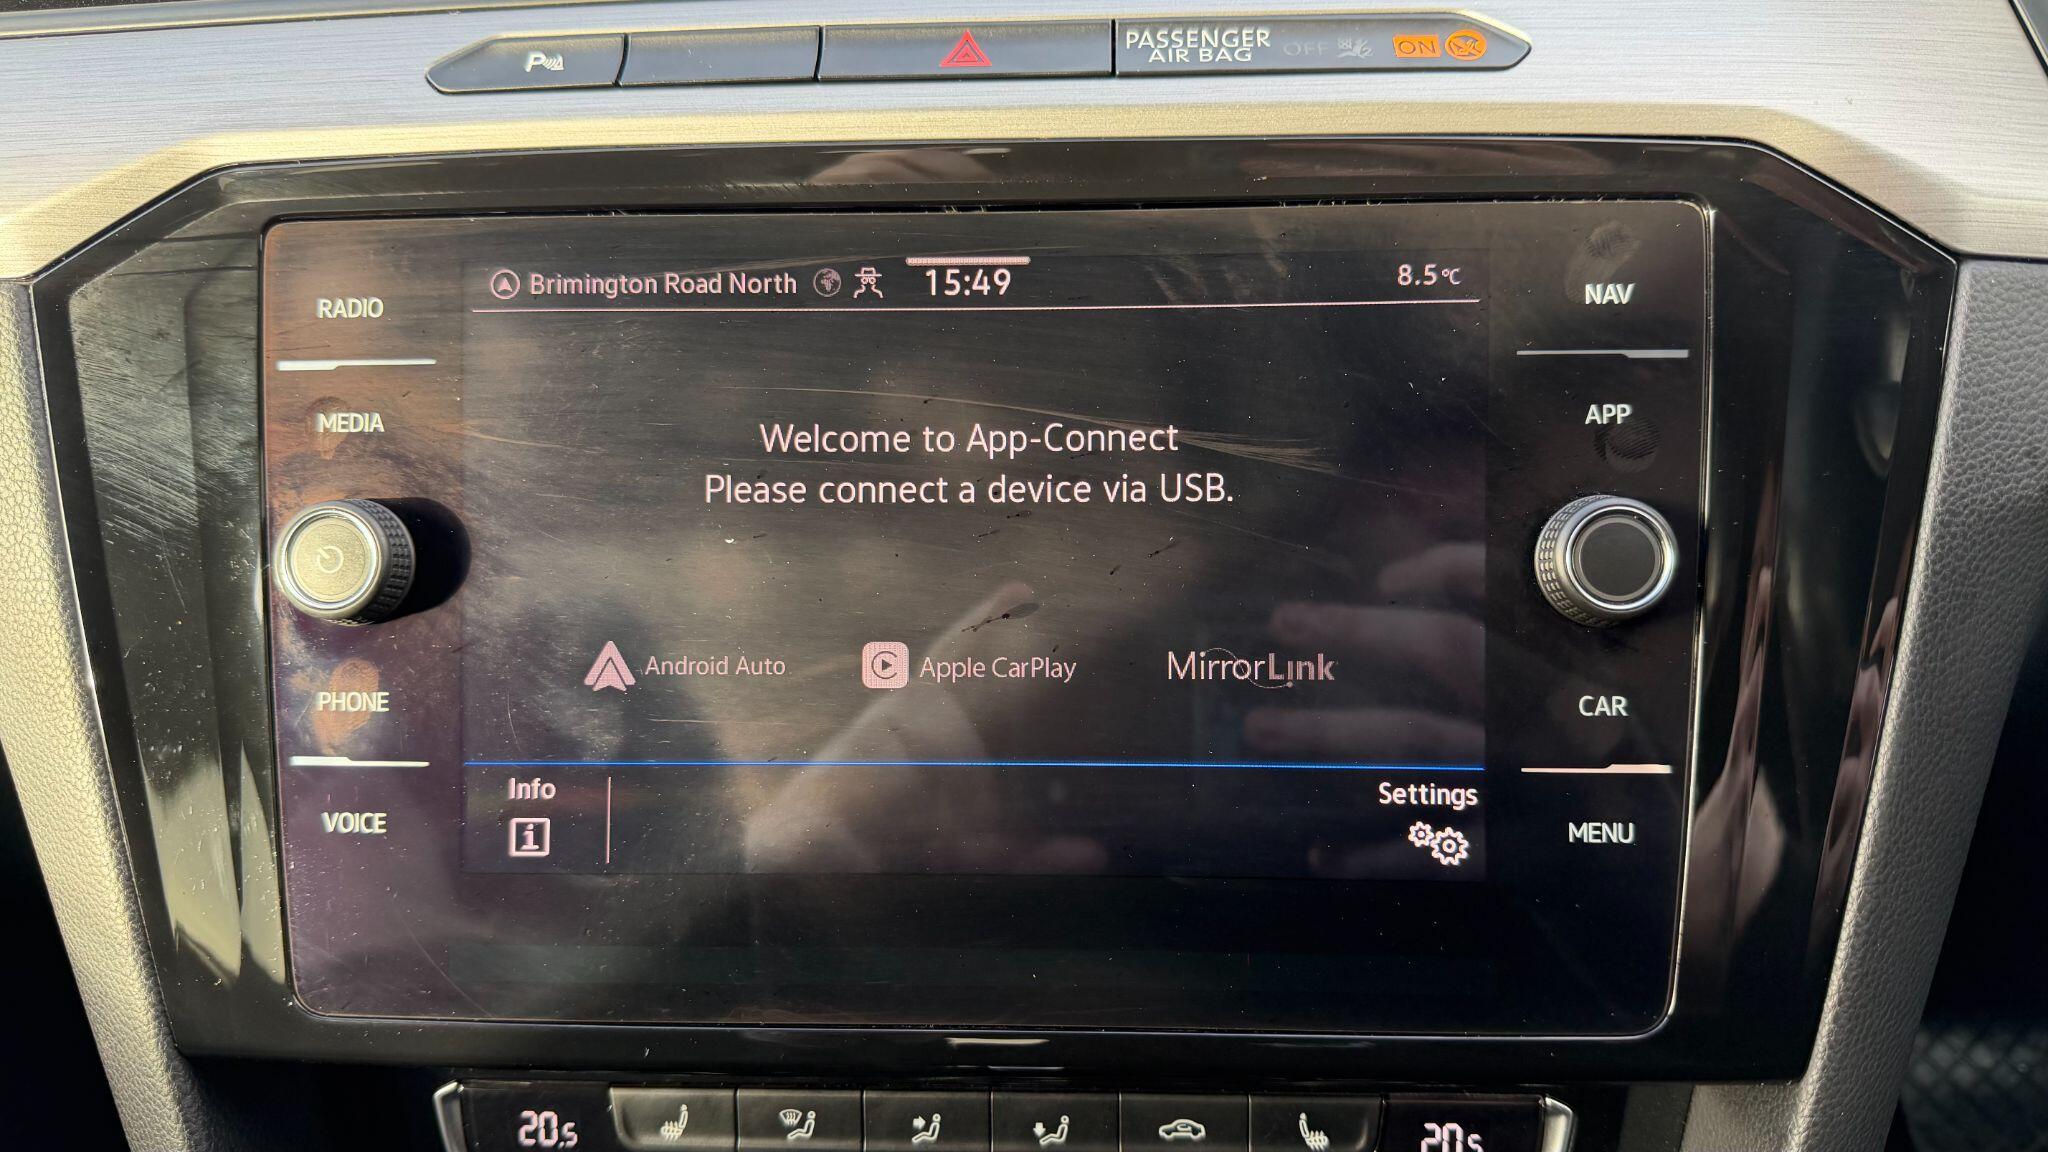 PASSENGER
AIR BAG OFF ON
Brimington Road North 15:49 8.5°C
RADIO
MEDIA
PHONE
VOICE
Welcome to App-Connect
Please connect a device via USB.
Android Auto Apple CarPlay MirrorLink
Info
Settings
NAV
APP
CAR
MENU
20.5 20.5